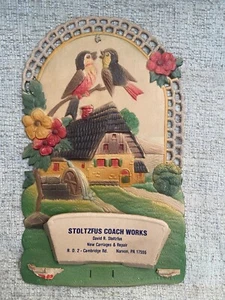 STOLTZFUS COACH WORKS
David R. Stoltzfus
New Carriages & Repair
R. D. 2 - Cambridge Rd. Narvon, PA 17555